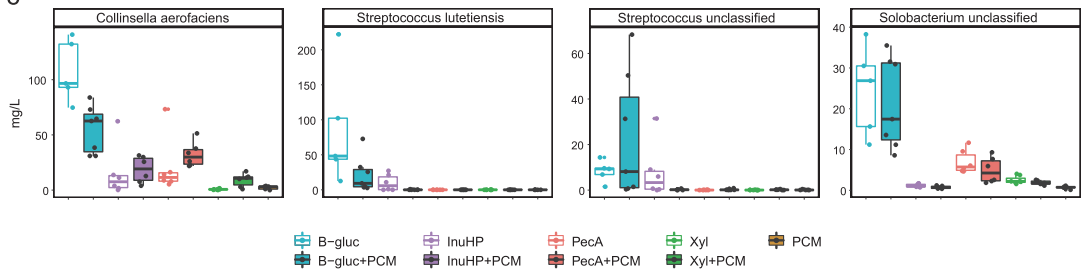 Collinsella aerofaciens
Streptococcus lutetiensis
Streptococcus unclassified
Solobacterium unclassified
mg/L
100
50
0
200
150
100
50
0
60
40
20
0
40
30
20
10
0
B-gluc
InuHP
PecA
Xyl
PCM
B-gluc+PCM
InuHP+PCM
PecA+PCM
Xyl+PCM